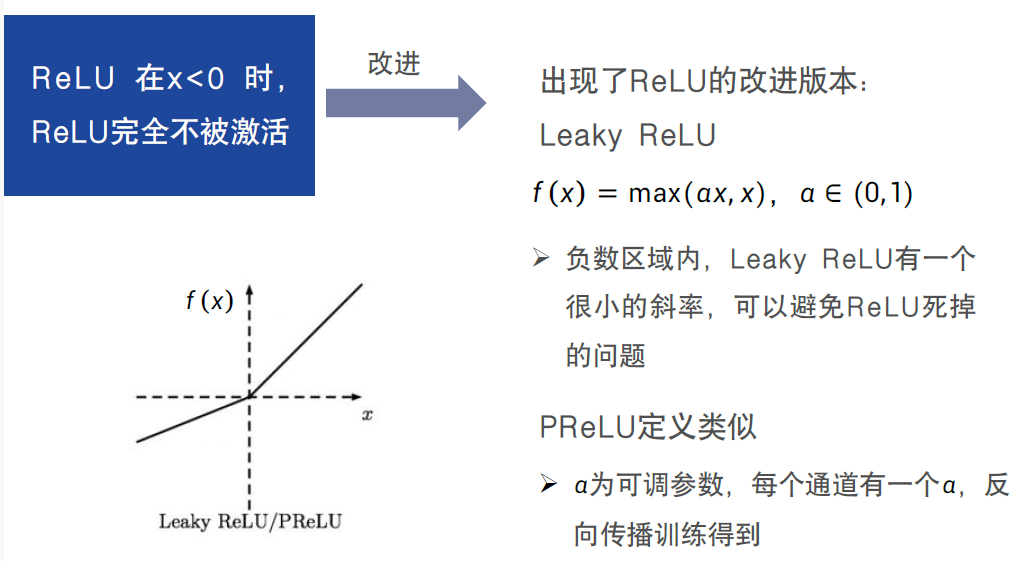 ReLU 在x<0 时，
ReLU完全不被激活
改进
出现了ReLU的改进版本：
Leaky ReLU
f(x) = max(ax, x)， a ∈ (0,1)
➢ 负数区域内，Leaky ReLU有一个
很小的斜率，可以避免ReLU死掉
的问题
PReLU定义类似
➢ a为可调参数，每个通道有一个a，反
向传播训练得到
f(x)
x
Leaky ReLU/PReLU